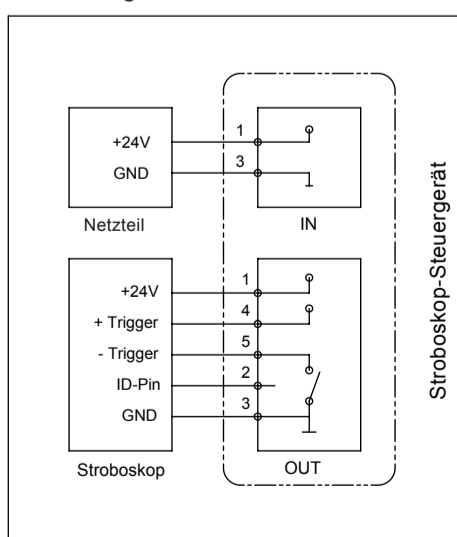 +24V
1
GND
3
Netzteil
IN
+24V
1
+ Trigger
4
- Trigger
5
ID-Pin
2
GND
3
Stroboskop
OUT
Stroboskop-Steuergerät